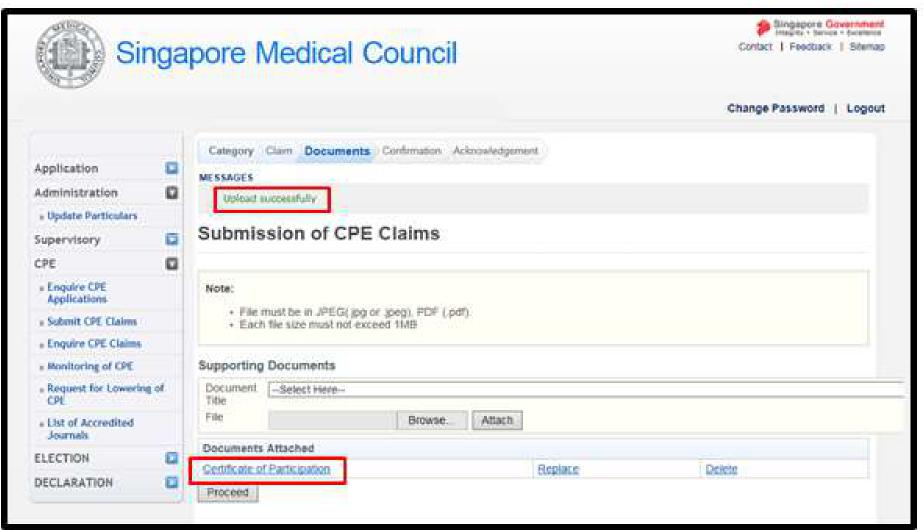 Singapore Medical Council
Singapore Government
Integrity • Service • Excellence
Contact | Feedback | Sitemap
Change Password | Logout
Application
Administration
» Update Particulars
Supervisory
CPE
» Enquire CPE
Applications
» Submit CPE Claims
» Enquire CPE Claims
» Monitoring of CPE
» Request for Lowering of
CPE
» List of Accredited
Journals
ELECTION
DECLARATION
Category Claim Documents Confirmation Acknowledgement
MESSAGES
Upload successfully
Submission of CPE Claims
Note:
• File must be in JPEG(.jpg or .jpeg), PDF (.pdf)
• Each file size must not exceed 1MB
Supporting Documents
Document
Title
--Select Here--
File
Browse...
Attach
Documents Attached
Certificate of Participation Replace Delete
Proceed